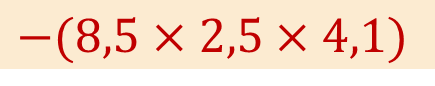 −(8,5 × 2,5 × 4,1)